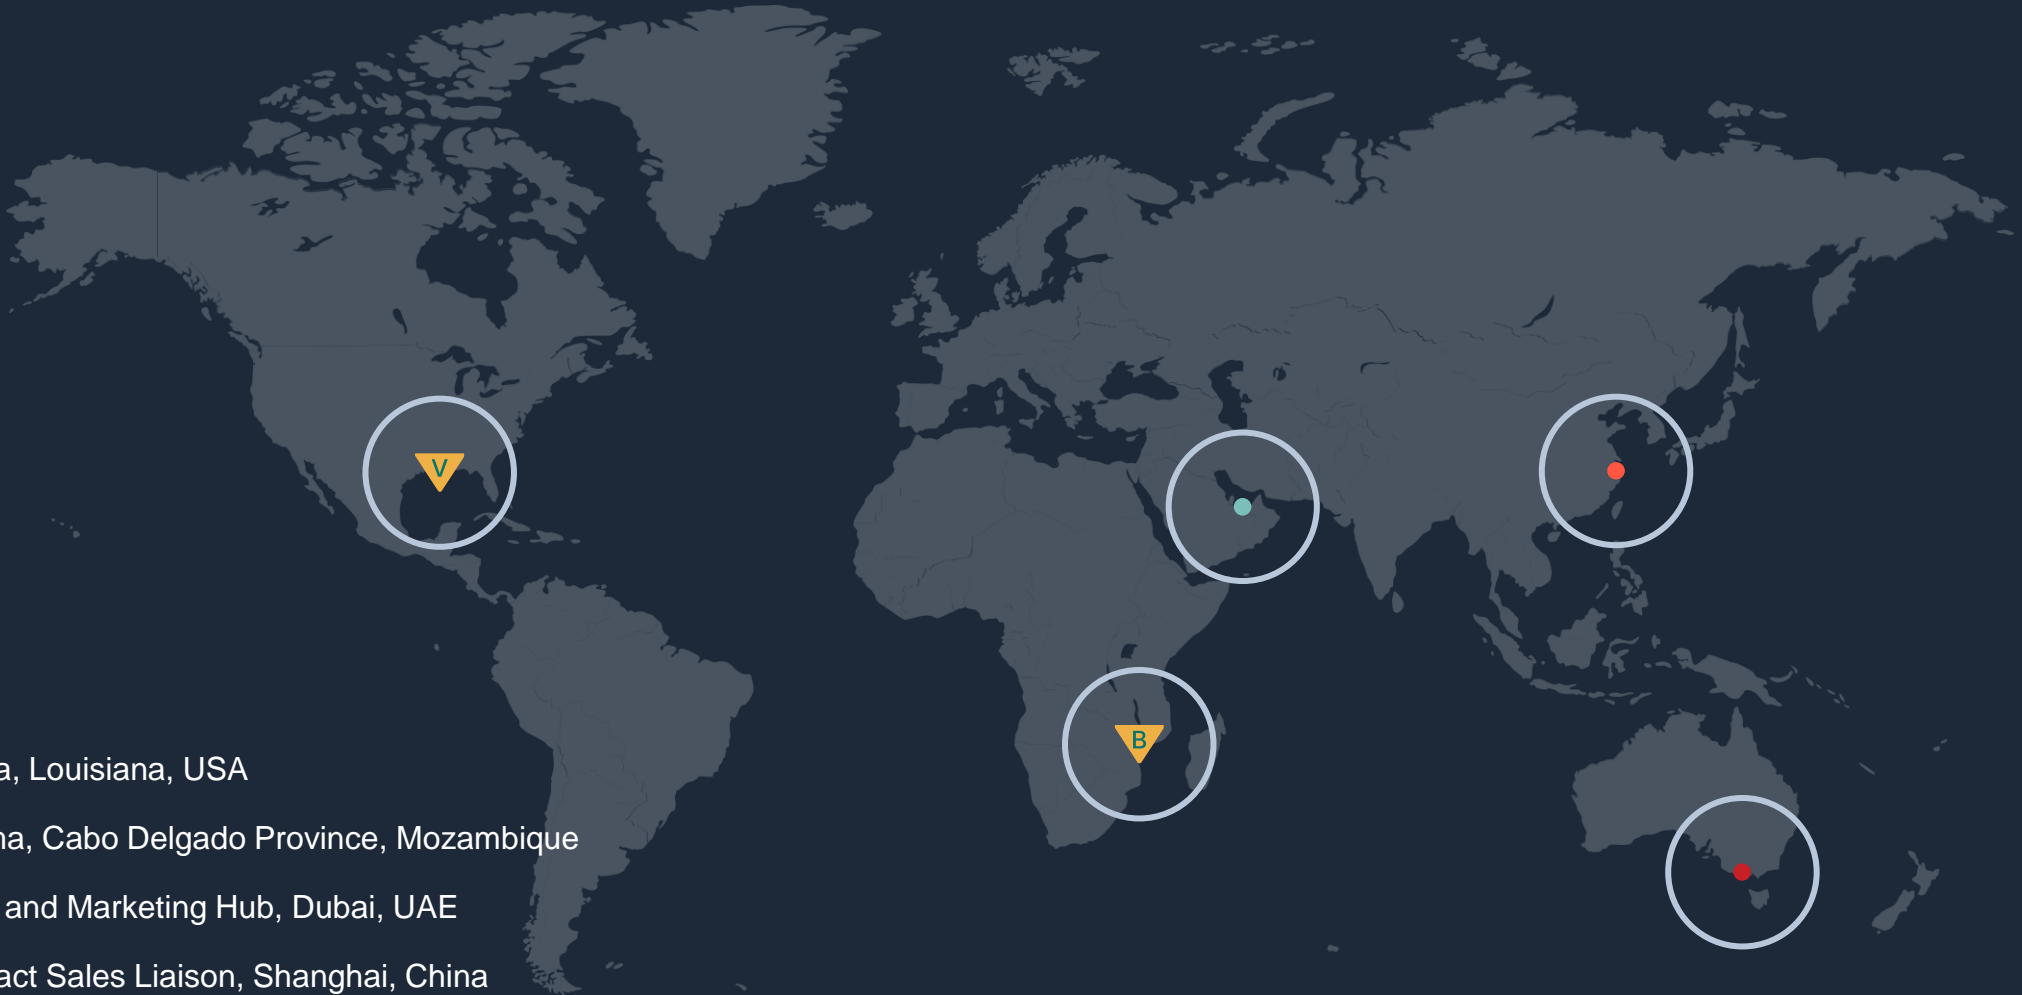 V
B
a, Louisiana, USA
na, Cabo Delgado Province, Mozambique
and Marketing Hub, Dubai, UAE
act Sales Liaison, Shanghai, China